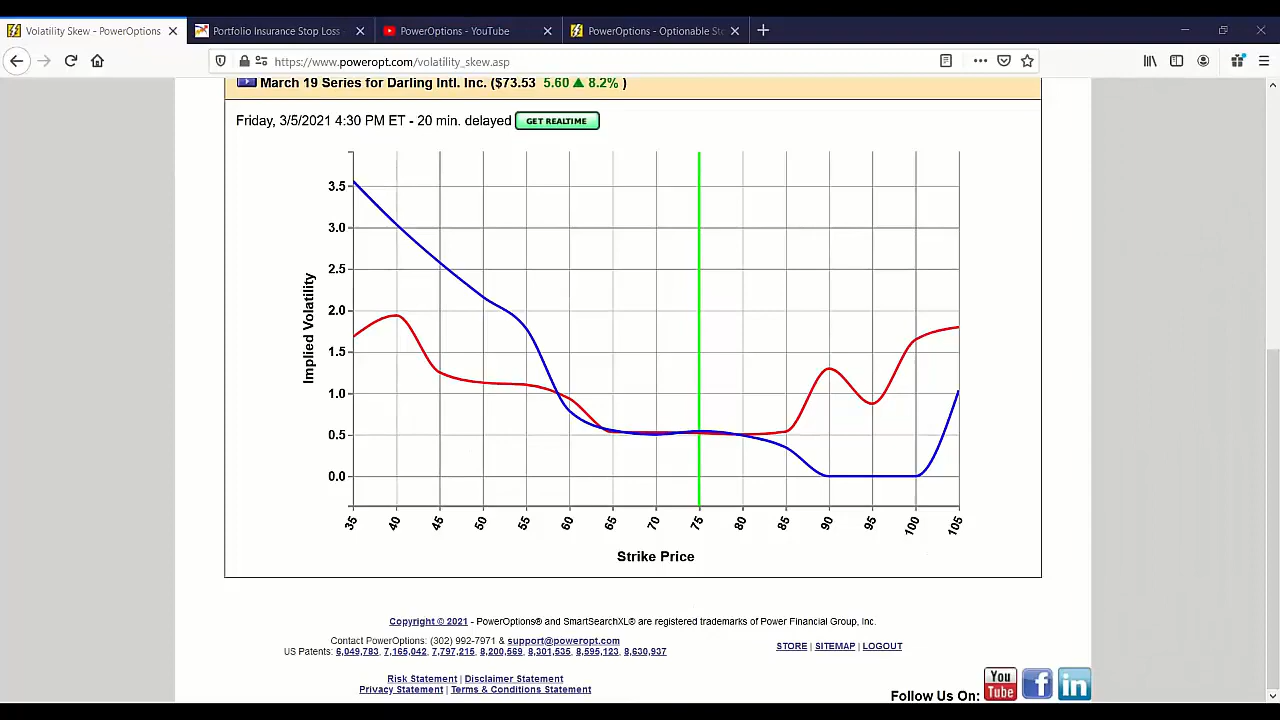 Volatility Skew - PowerOptions
Portfolio Insurance Stop Loss
PowerOptions - YouTube
PowerOptions - Optionable Sto
https://www.poweropt.com/volatility_skew.asp
March 19 Series for Darling Intl. Inc. ($73.53 5.60 ▲ 8.2% )
Friday, 3/5/2021 4:30 PM ET - 20 min. delayed GET REALTIME
Implied Volatility
3.5
3.0
2.5
2.0
1.5
1.0
0.5
0.0
35 40 45 50 55 60 65 70 75 80 85 90 95 100 105
Strike Price
Copyright © 2021 - PowerOptions® and SmartSearchXL® are registered trademarks of Power Financial Group, Inc.
Contact PowerOptions: (302) 992-7971 & support@poweropt.com
US Patents: 6,049,783, 7,165,042, 7,797,215, 8,200,569, 8,301,535, 8,595,123, 8,630,937
STORE | SITEMAP | LOGOUT
Risk Statement | Disclaimer Statement
Privacy Statement | Terms & Conditions Statement
Follow Us On: You Tube f in